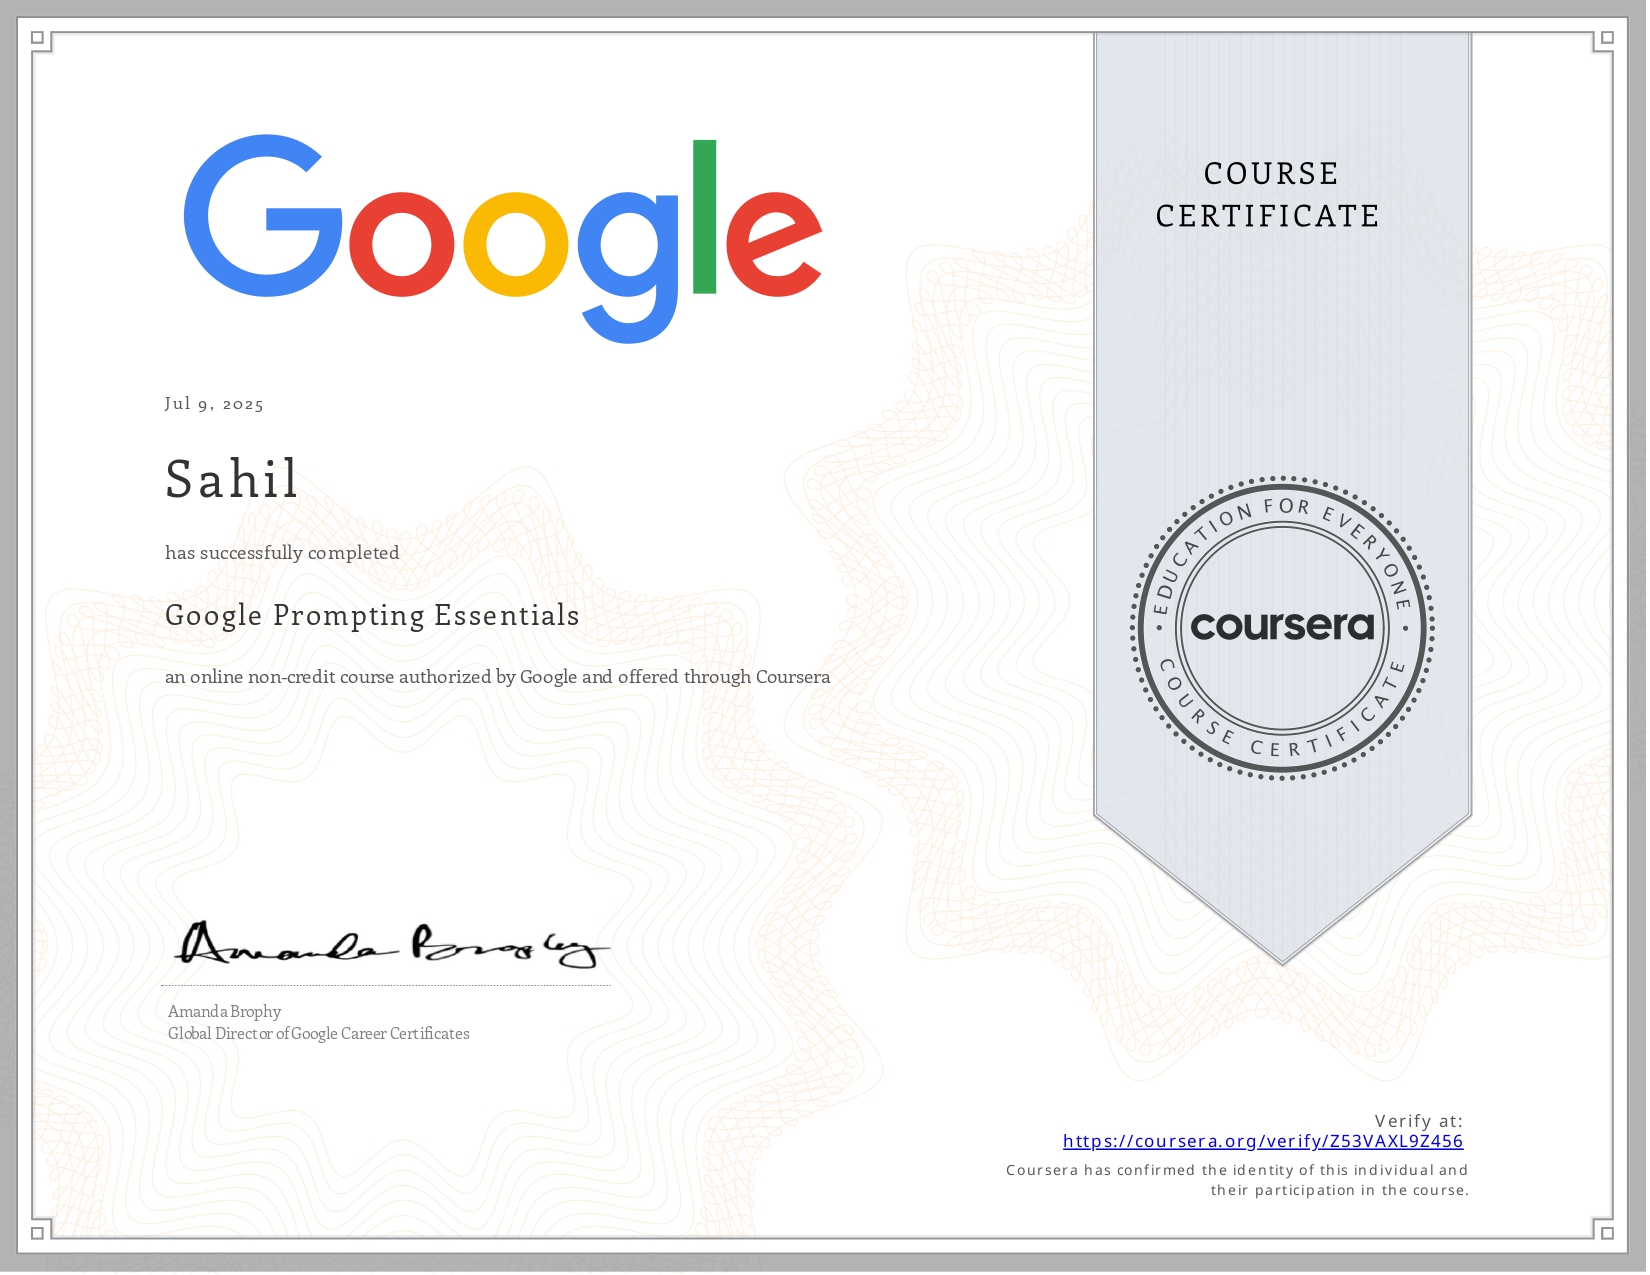 Google
COURSE
CERTIFICATE
Jul 9, 2025
Sahil
has successfully completed
Google Prompting Essentials
an online non-credit course authorized by Google and offered through Coursera
EDUCATION FOR EVERYONE
coursera
COURSE CERTIFICATE
Amanda Brophy
Amanda Brophy
Global Director of Google Career Certificates
Verify at:
https://coursera.org/verify/Z53VAXL9Z456
Coursera has confirmed the identity of this individual and
their participation in the course.